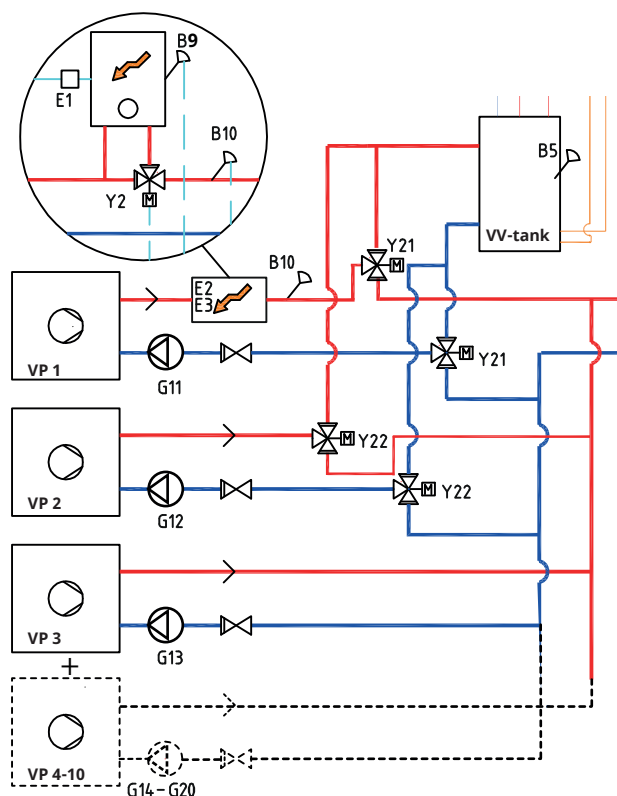 B9
E1
B10
Y2
M
B5
VV-tank
Y21
M
B10
E2
E3
VP 1
G11
M
Y21
VP 2
G12
M
Y22
M
Y22
VP 3
G13
+
VP 4-10
G14-G20